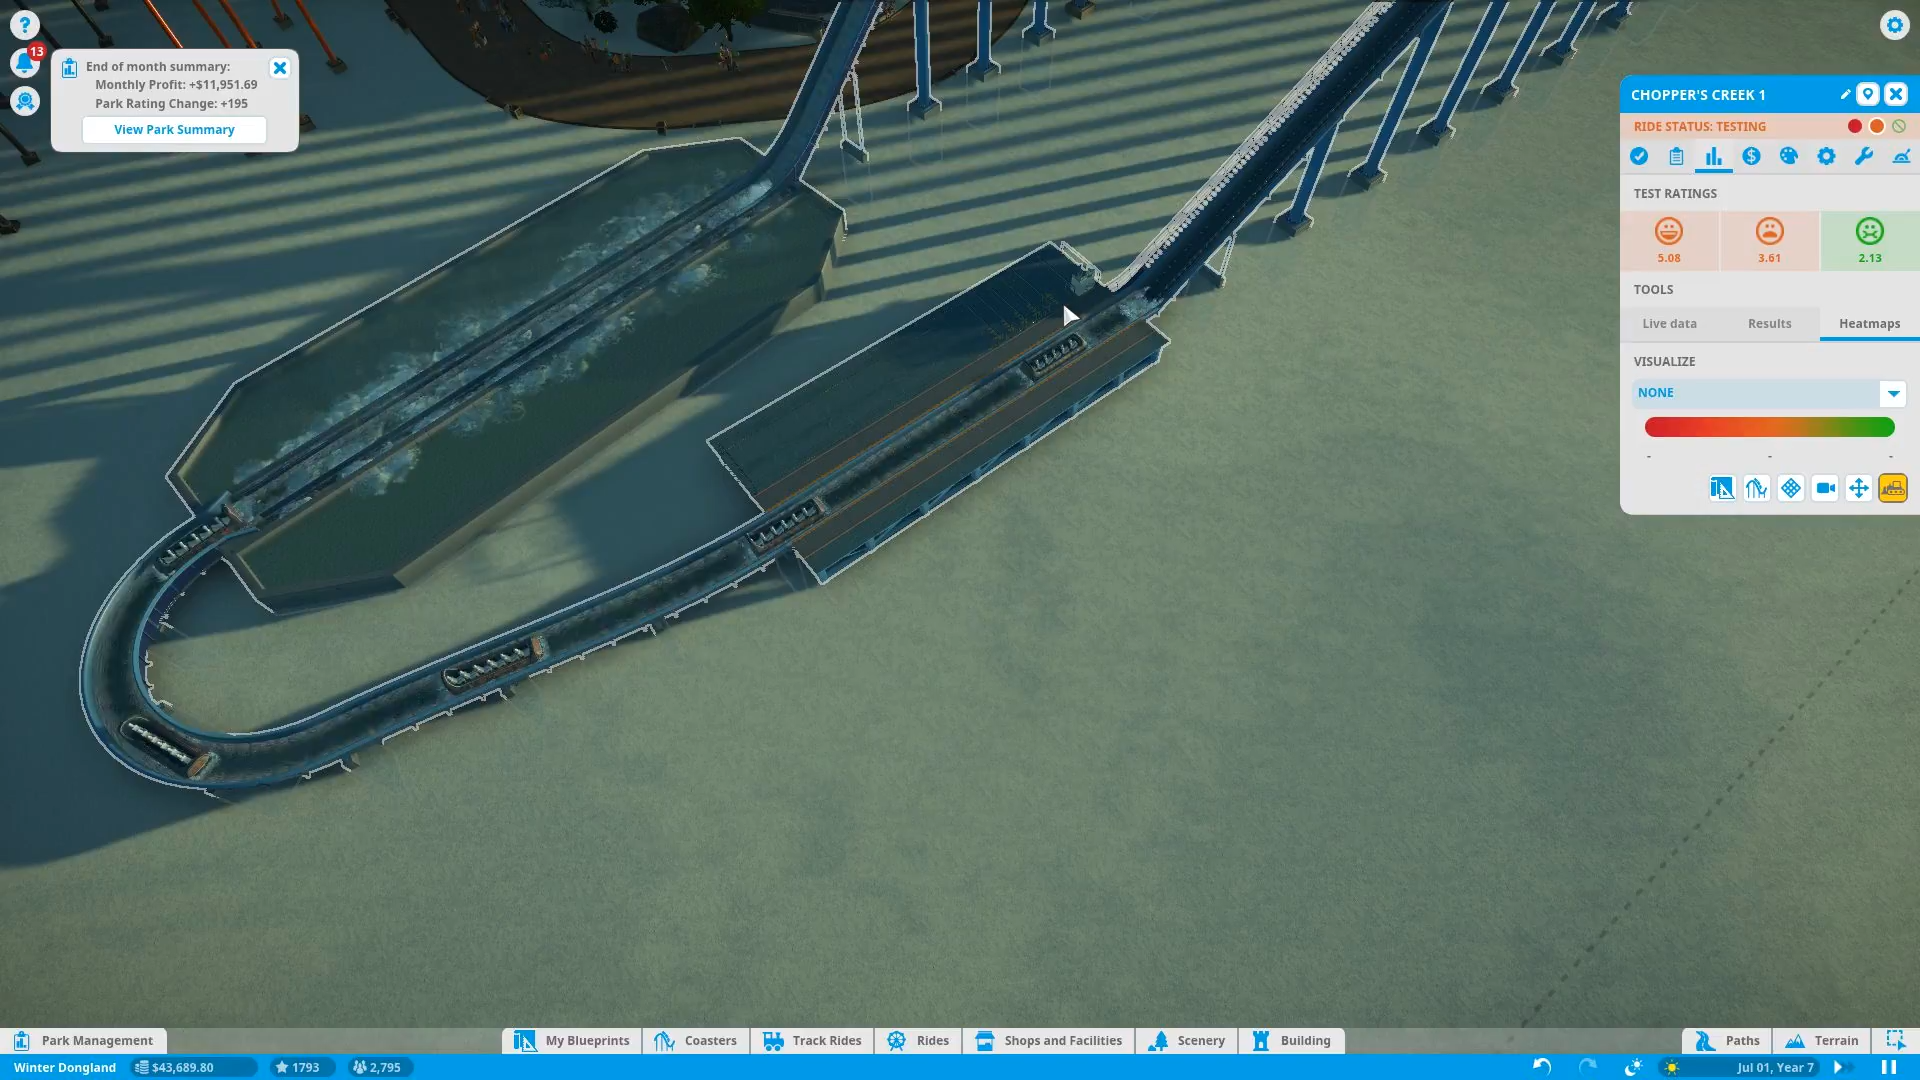 ?
13
End of month summary:
Monthly Profit: +$11,951.69
Park Rating Change: +195
View Park Summary
CHOPPER'S CREEK 1
RIDE STATUS: TESTING
TEST RATINGS
5.08
3.61
2.13
TOOLS
Live data
Results
Heatmaps
VISUALIZE
NONE
- - -
Park Management
My Blueprints
Coasters
Track Rides
Rides
Shops and Facilities
Scenery
Building
Paths
Terrain
Winter Dongland
$43,689.80
1793
2,795
Jul 01, Year 7